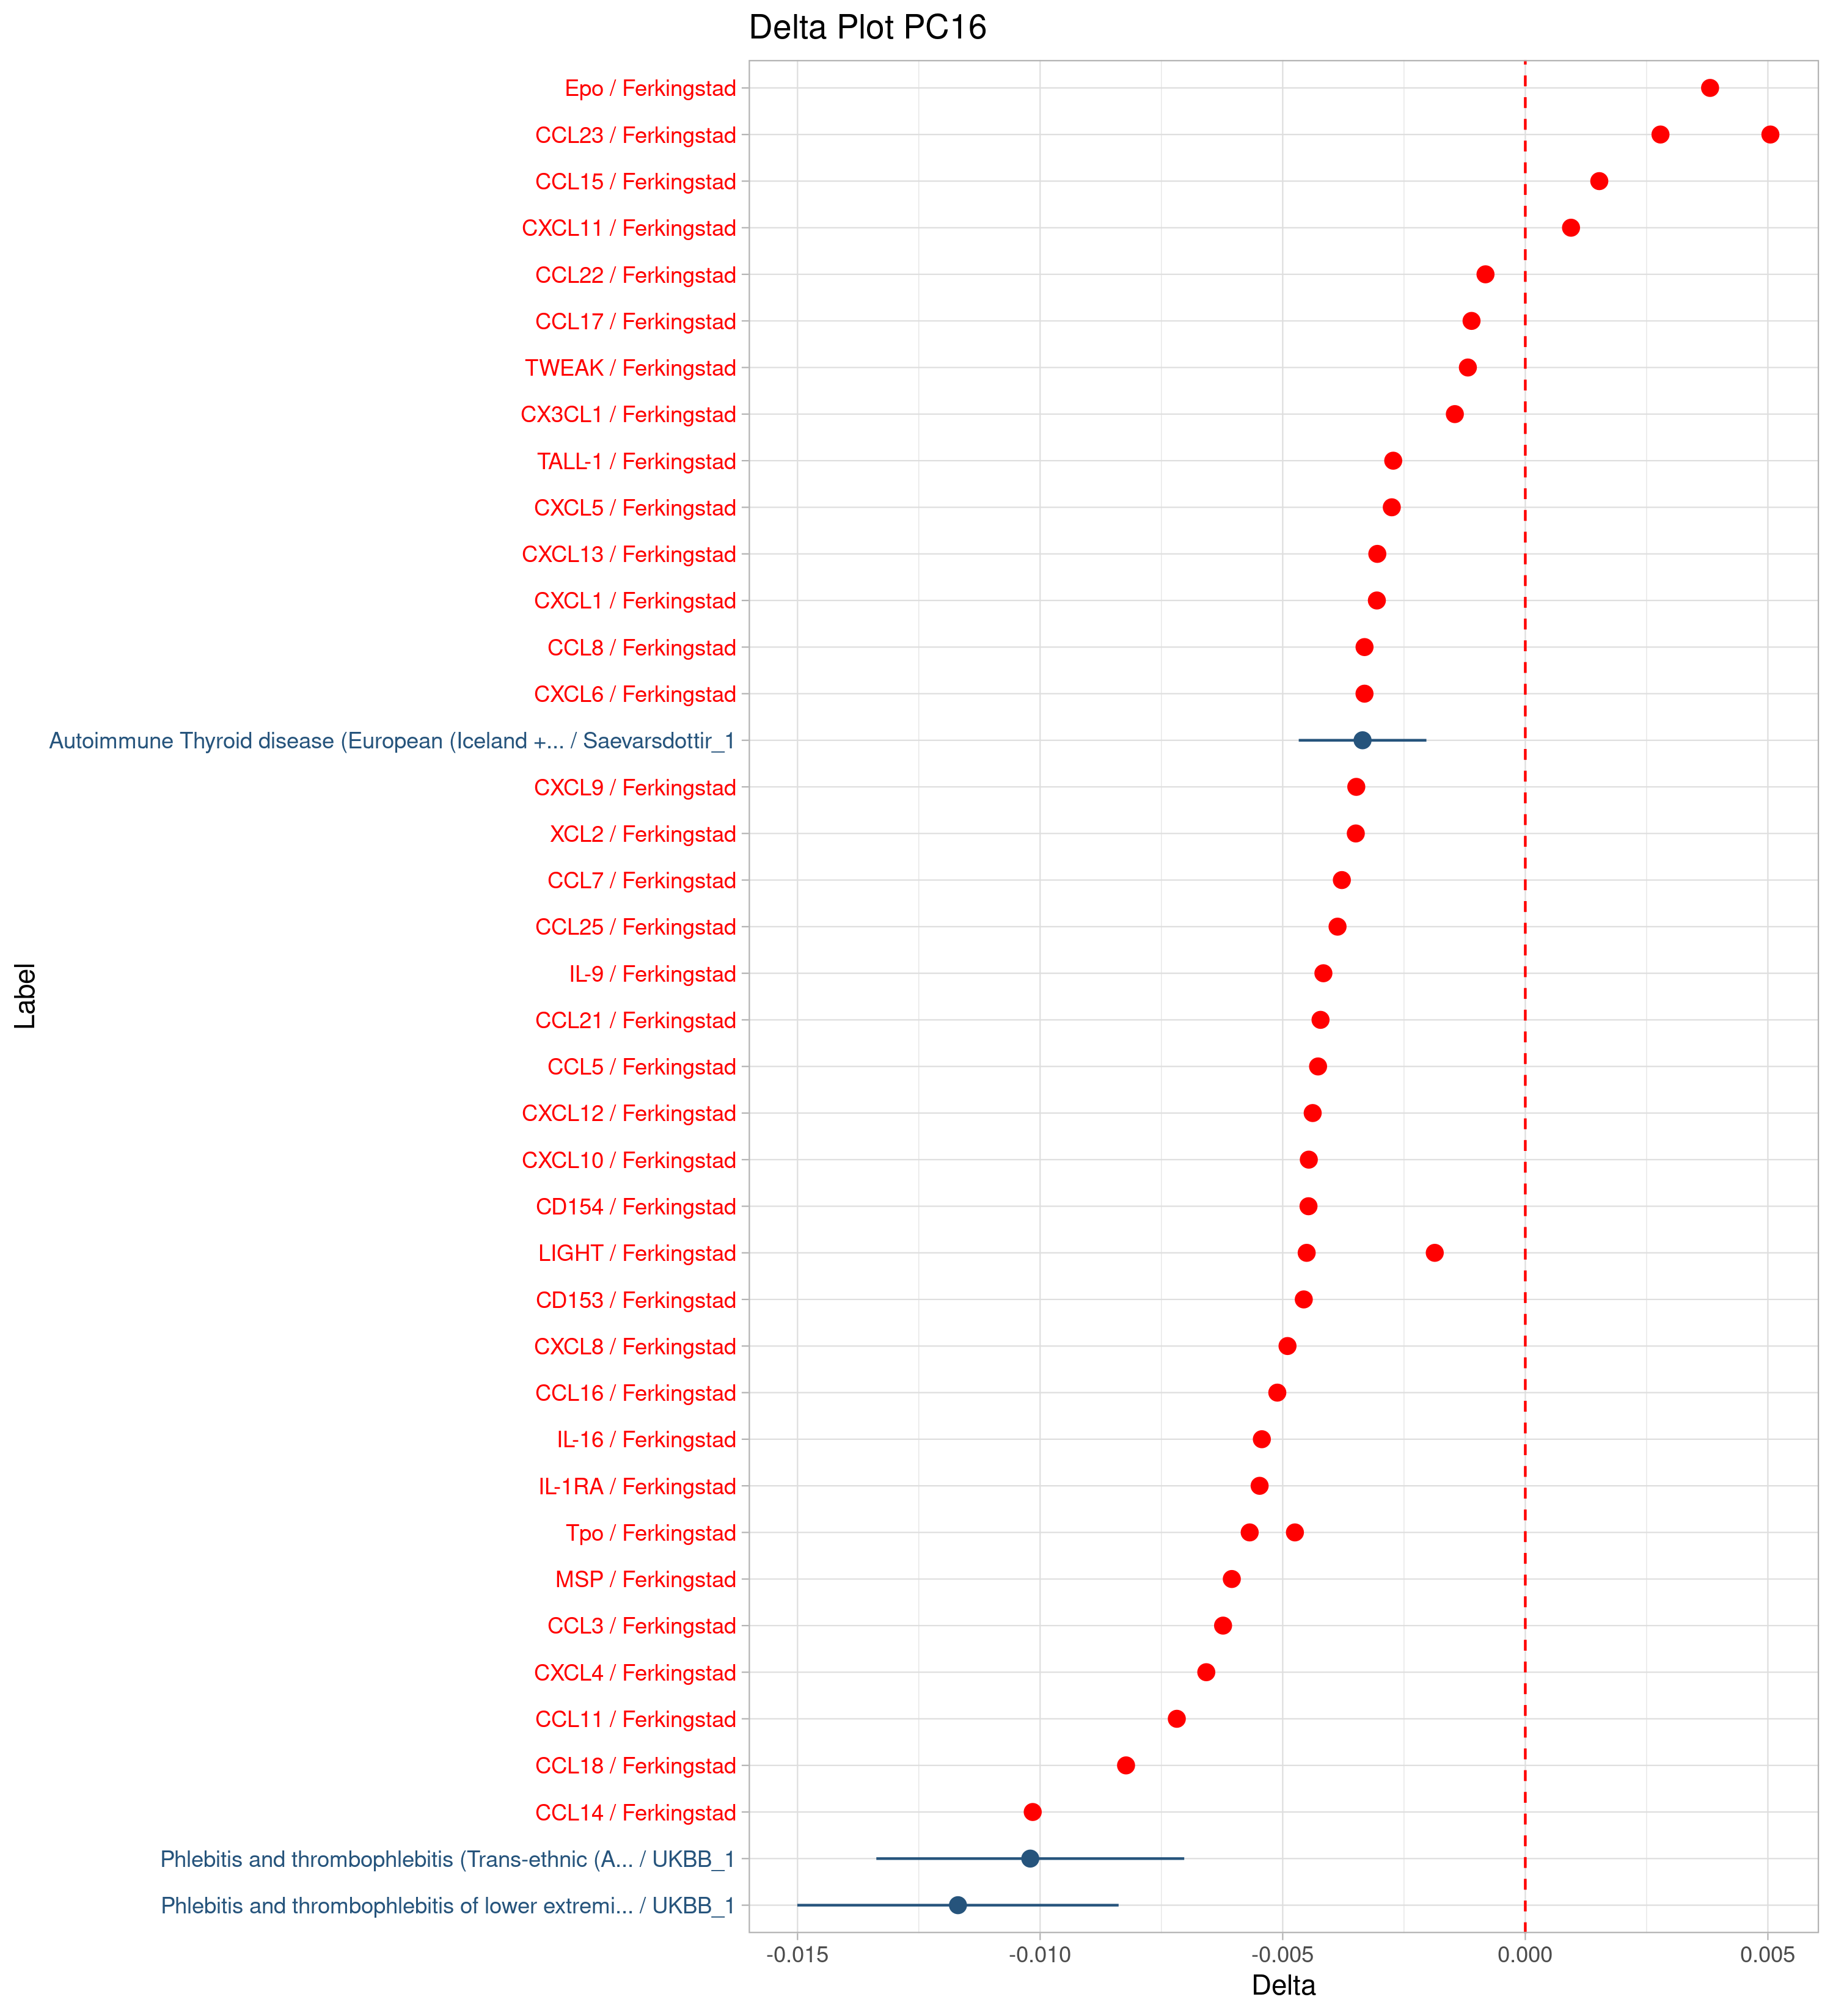 Delta Plot PC16
Epo / Ferkingstad
CCL23 / Ferkingstad
CCL15 / Ferkingstad
CXCL11 / Ferkingstad
CCL22 / Ferkingstad
CCL17 / Ferkingstad
TWEAK / Ferkingstad
CX3CL1 / Ferkingstad
TALL-1 / Ferkingstad
CXCL5 / Ferkingstad
CXCL13 / Ferkingstad
CXCL1 / Ferkingstad
CCL8 / Ferkingstad
CXCL6 / Ferkingstad
Autoimmune Thyroid disease (European (Iceland +... / Saevarsdottir_1
CXCL9 / Ferkingstad
XCL2 / Ferkingstad
CCL7 / Ferkingstad
CCL25 / Ferkingstad
IL-9 / Ferkingstad
CCL21 / Ferkingstad
CCL5 / Ferkingstad
CXCL12 / Ferkingstad
CXCL10 / Ferkingstad
CD154 / Ferkingstad
LIGHT / Ferkingstad
CD153 / Ferkingstad
CXCL8 / Ferkingstad
CCL16 / Ferkingstad
IL-16 / Ferkingstad
IL-1RA / Ferkingstad
Tpo / Ferkingstad
MSP / Ferkingstad
CCL3 / Ferkingstad
CXCL4 / Ferkingstad
CCL11 / Ferkingstad
CCL18 / Ferkingstad
CCL14 / Ferkingstad
Phlebitis and thrombophlebitis (Trans-ethnic (A... / UKBB_1
Phlebitis and thrombophlebitis of lower extremi... / UKBB_1
Label
-0.015 -0.010 -0.005 0.000 0.005
Delta